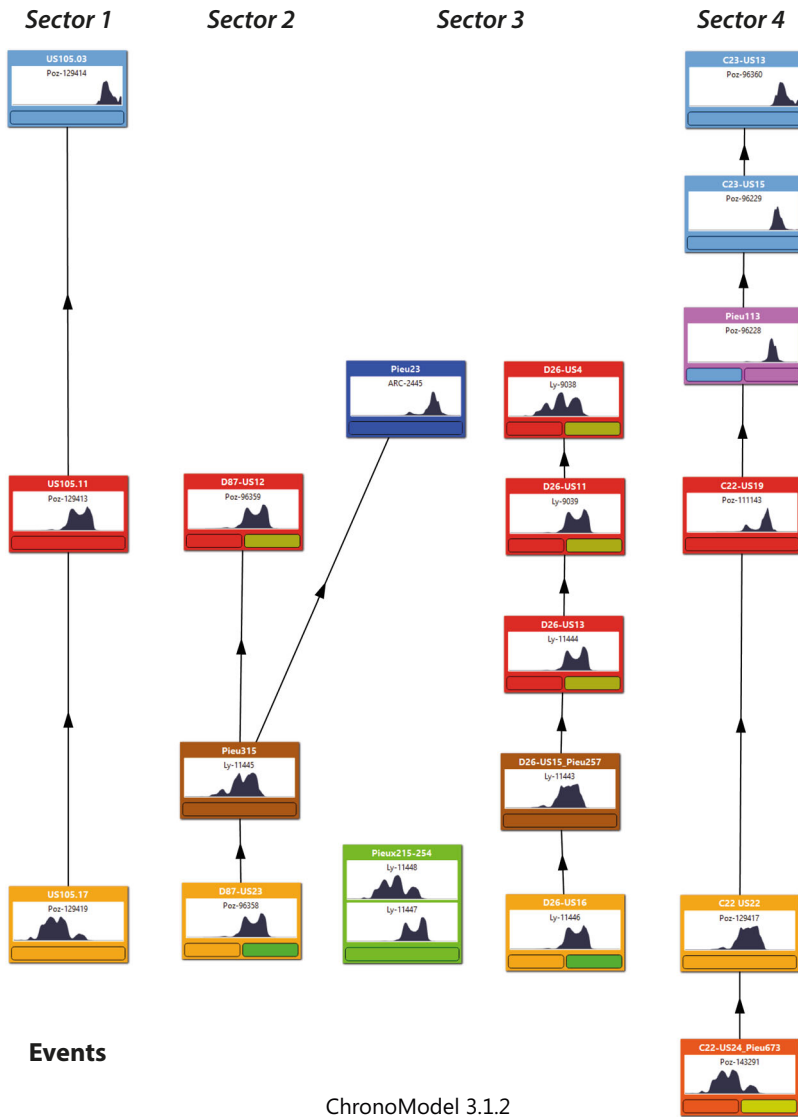 Sector 1
Sector 2
Sector 3
Sector 4
US105.03
Poz-129414
C23-US13
Poz-96360
C23-US15
Poz-96229
Pieu113
Poz-96228
Pieu23
ARC-2445
D26-US4
Ly-9038
US105.11
Poz-129413
D87-US12
Poz-96359
D26-US11
Ly-9039
C22-US19
Poz-111143
D26-US13
Ly-11444
Pieu315
Ly-11445
D26-US15_Pieu257
Ly-11443
Pieux215-254
Ly-11448
Ly-11447
US105.17
Poz-129419
D87-US23
Poz-96358
D26-US16
Ly-11446
C22 US22
Poz-129417
C22-US24_Pieu673
Poz-143291
Events
ChronoModel 3.1.2